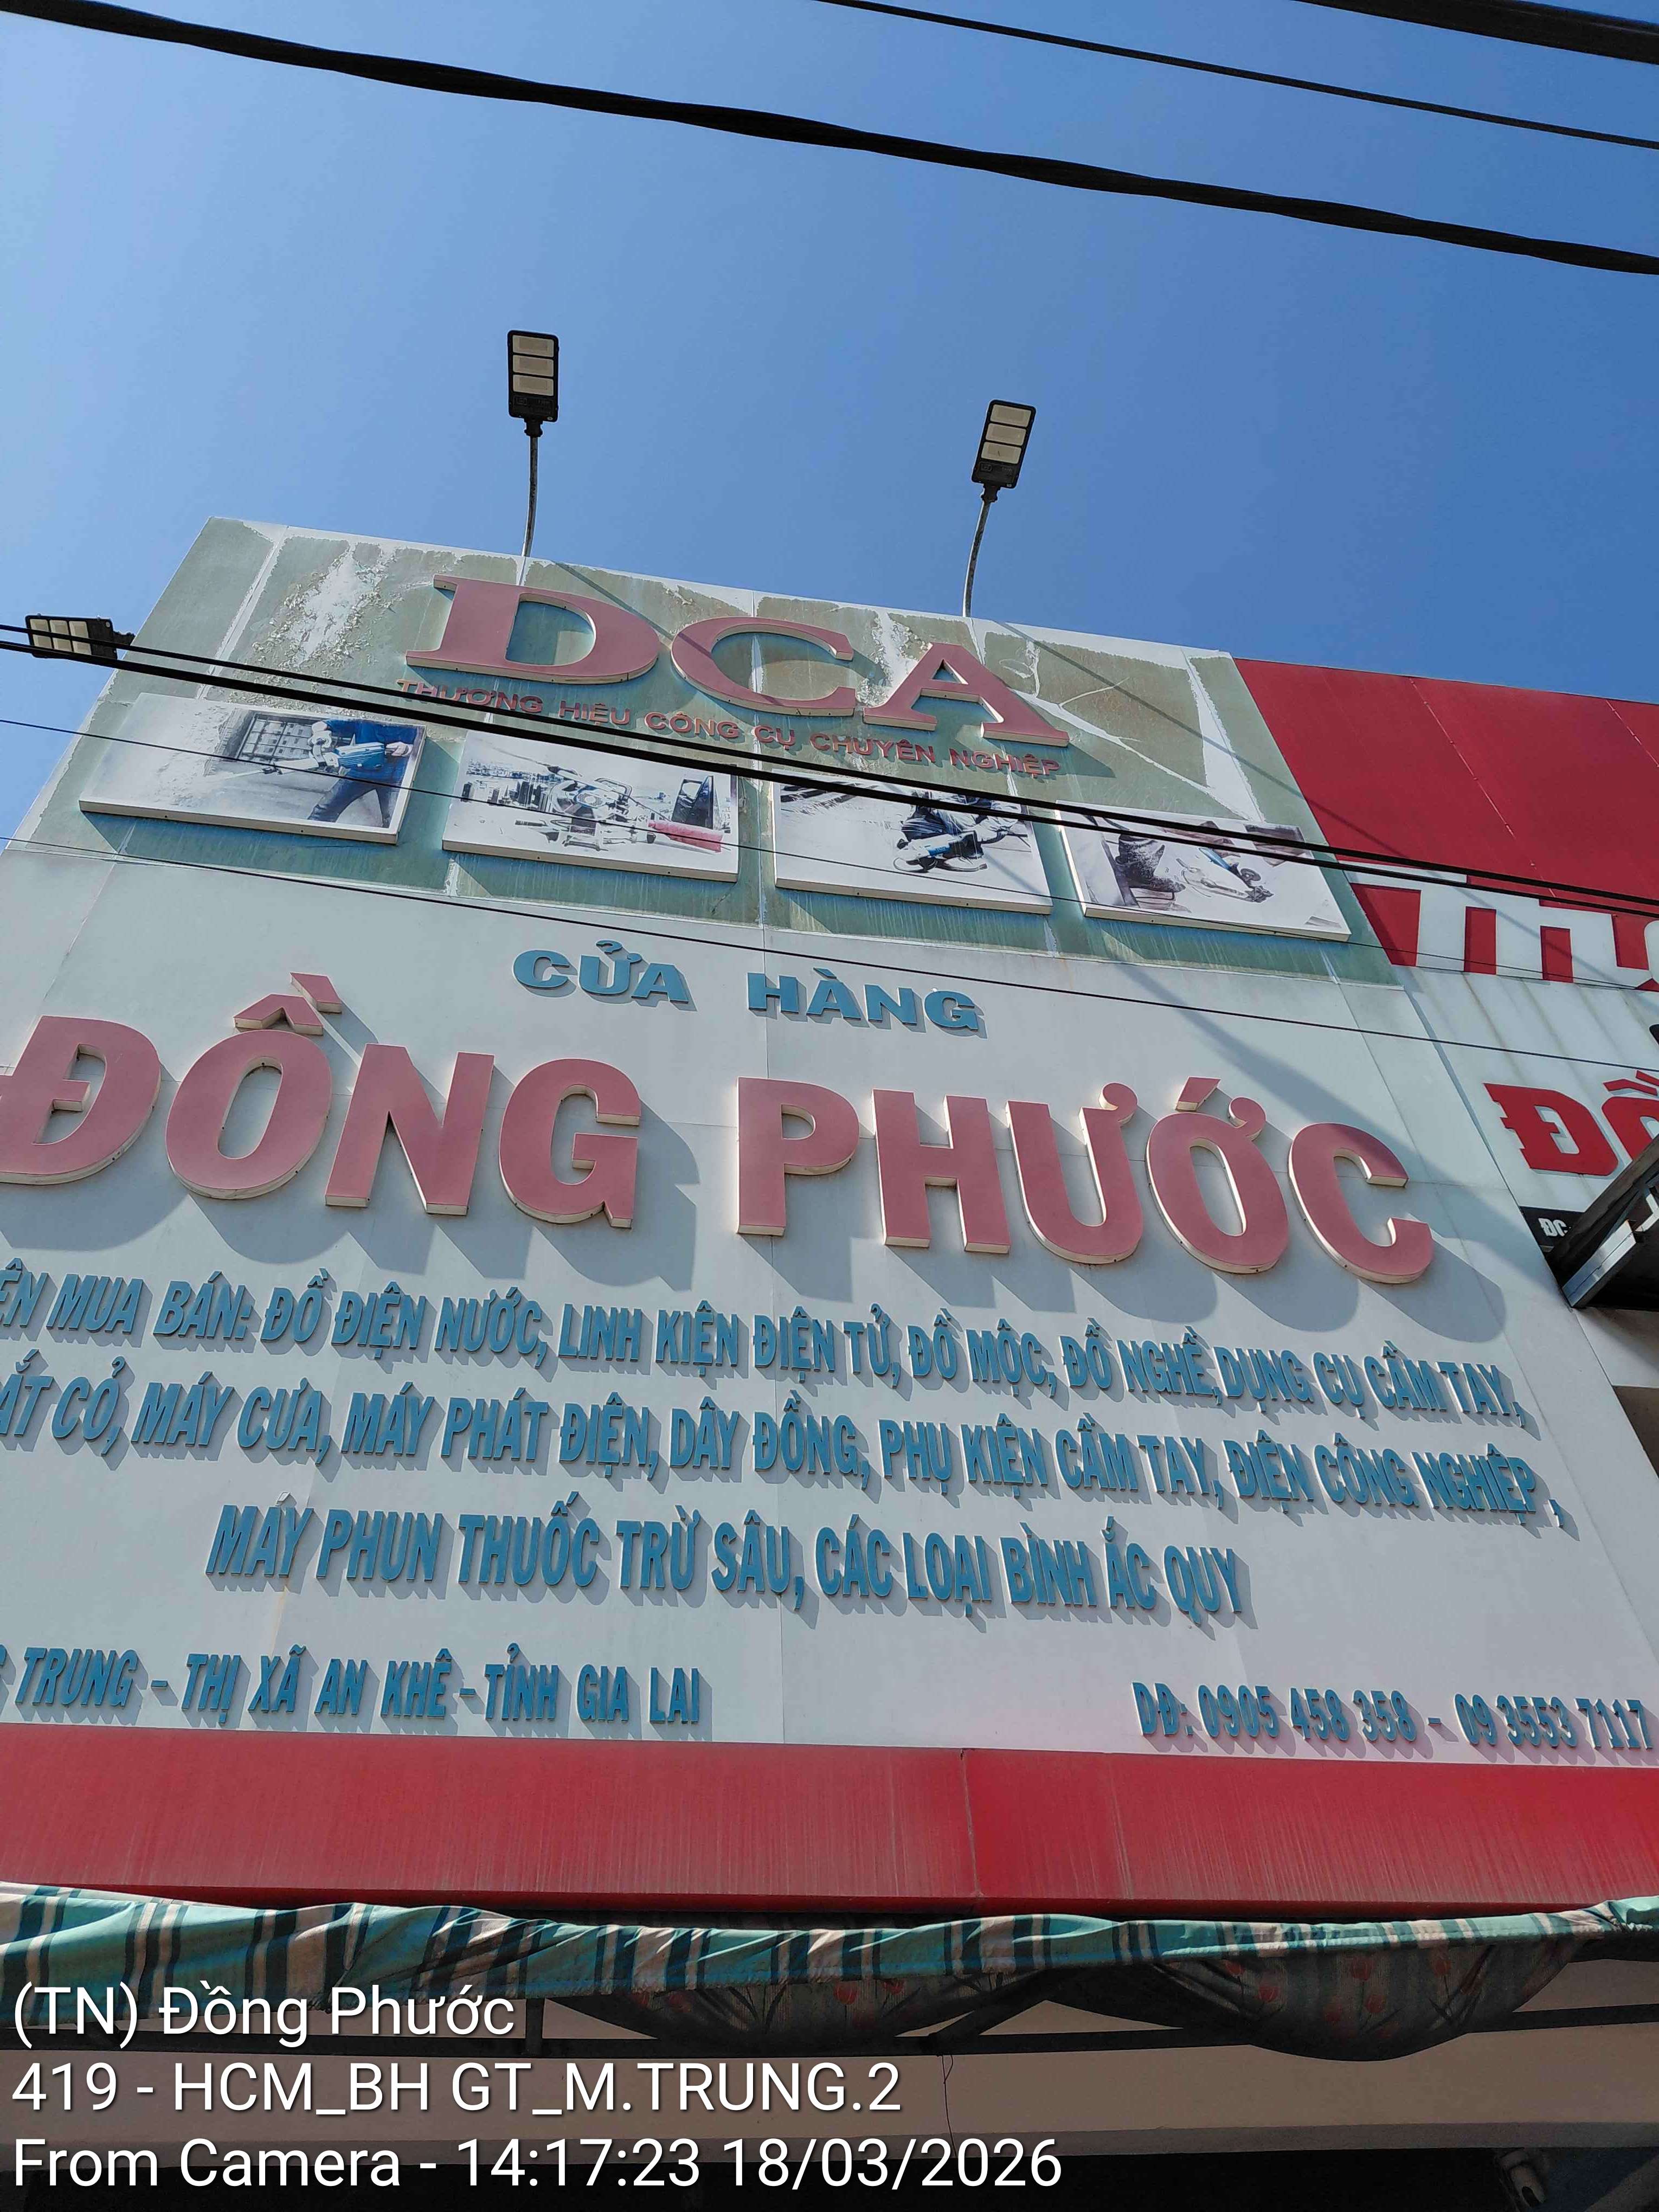 DCA
THƯƠNG HIỆU CÔNG CỤ CHUYÊN NGHIỆP
CỬA HÀNG
ĐỒNG PHƯỚC
MUA BÁN: ĐỒ ĐIỆN NƯỚC, LINH KIỆN ĐIỆN TỬ, ĐỒ MỘC, ĐỒ NGHỀ, DỤNG CỤ CẦM TAY,
CỎ, MÁY CƯA, MÁY PHÁT ĐIỆN, DÂY ĐỒNG, PHỤ KIỆN CẦM TAY, ĐIỆN CÔNG NGHIỆP ,
MÁY PHUN THUỐC TRỪ SÂU, CÁC LOẠI BÌNH ẮC QUY
TRUNG - THỊ XÃ AN KHÊ - TỈNH GIA LAI
DĐ: 0905 458 358 - 09 3553 7117
(TN) Đồng Phước
419 - HCM_BH GT_M.TRUNG.2
From Camera - 14:17:23 18/03/2026